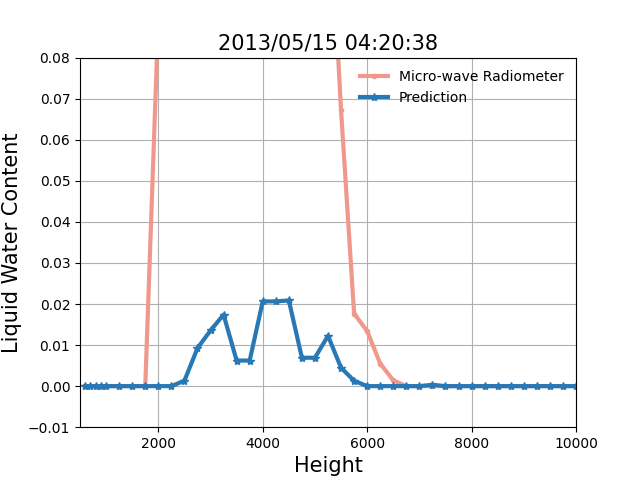 2013/05/15 04:20:38
Micro-wave Radiometer
Prediction
Liquid Water Content
0.08
0.07
0.06
0.05
0.04
0.03
0.02
0.01
0.00
−0.01
2000 4000 6000 8000 10000
Height